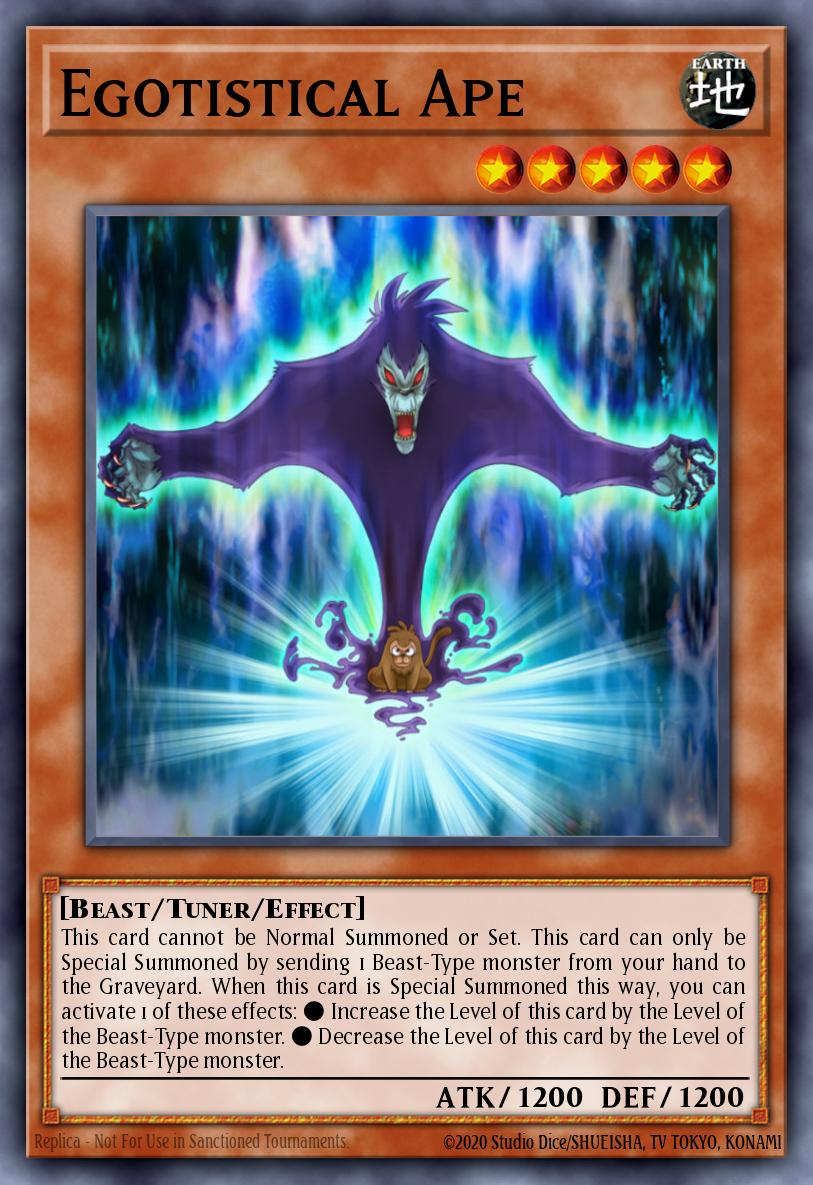 Egotistical Ape
EARTH
地
[Beast/Tuner/Effect]
This card cannot be Normal Summoned or Set. This card can only be
Special Summoned by sending 1 Beast-Type monster from your hand to
the Graveyard. When this card is Special Summoned this way, you can
activate 1 of these effects: ● Increase the Level of this card by the Level of
the Beast-Type monster. ● Decrease the Level of this card by the Level of
the Beast-Type monster.
ATK/1200 DEF/1200
Replica - Not For Use in Sanctioned Tournaments.
©2020 Studio Dice/SHUEISHA, TV TOKYO, KONAMI